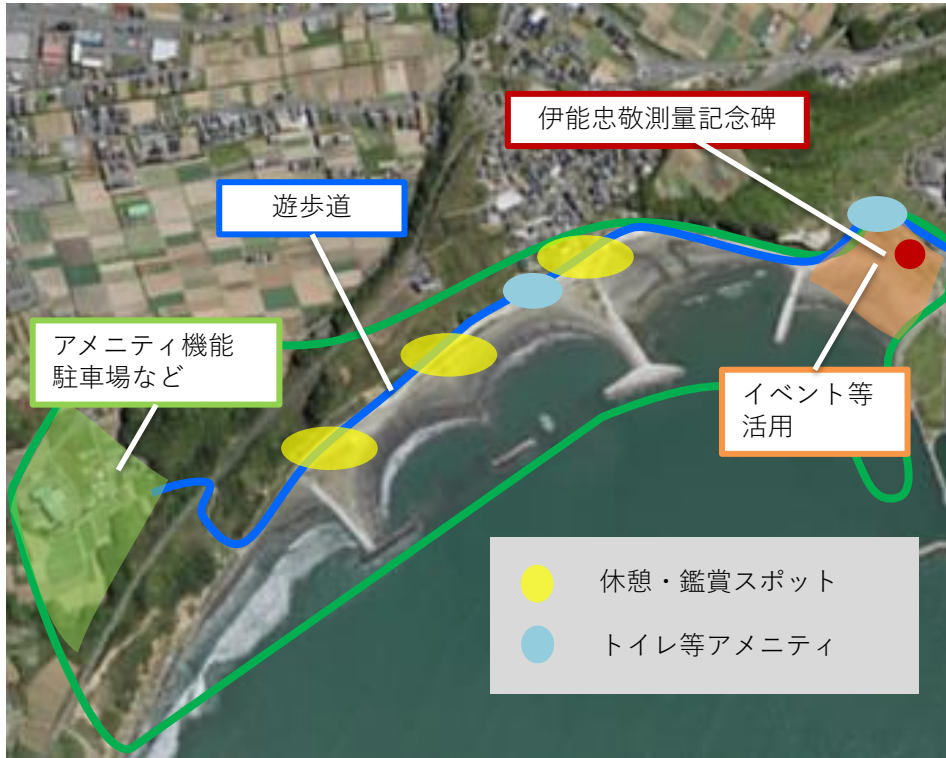 伊能忠敬測量記念碑
遊歩道
アメニティ機能
駐車場など
イベント等
活用
休憩・鑑賞スポット
トイレ等アメニティ